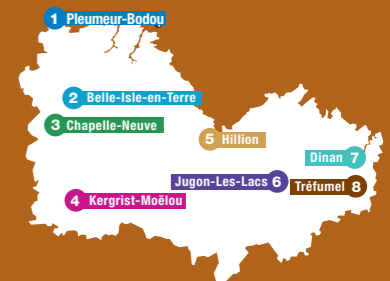 1 Pleumeur-Bodou
2 Belle-Isle-en-Terre
3 Chapelle-Neuve
5 Hillion
Dinan 7
Jugon-Les-Lacs 6
Tréfumel 8
4 Kergrist-Moëlou